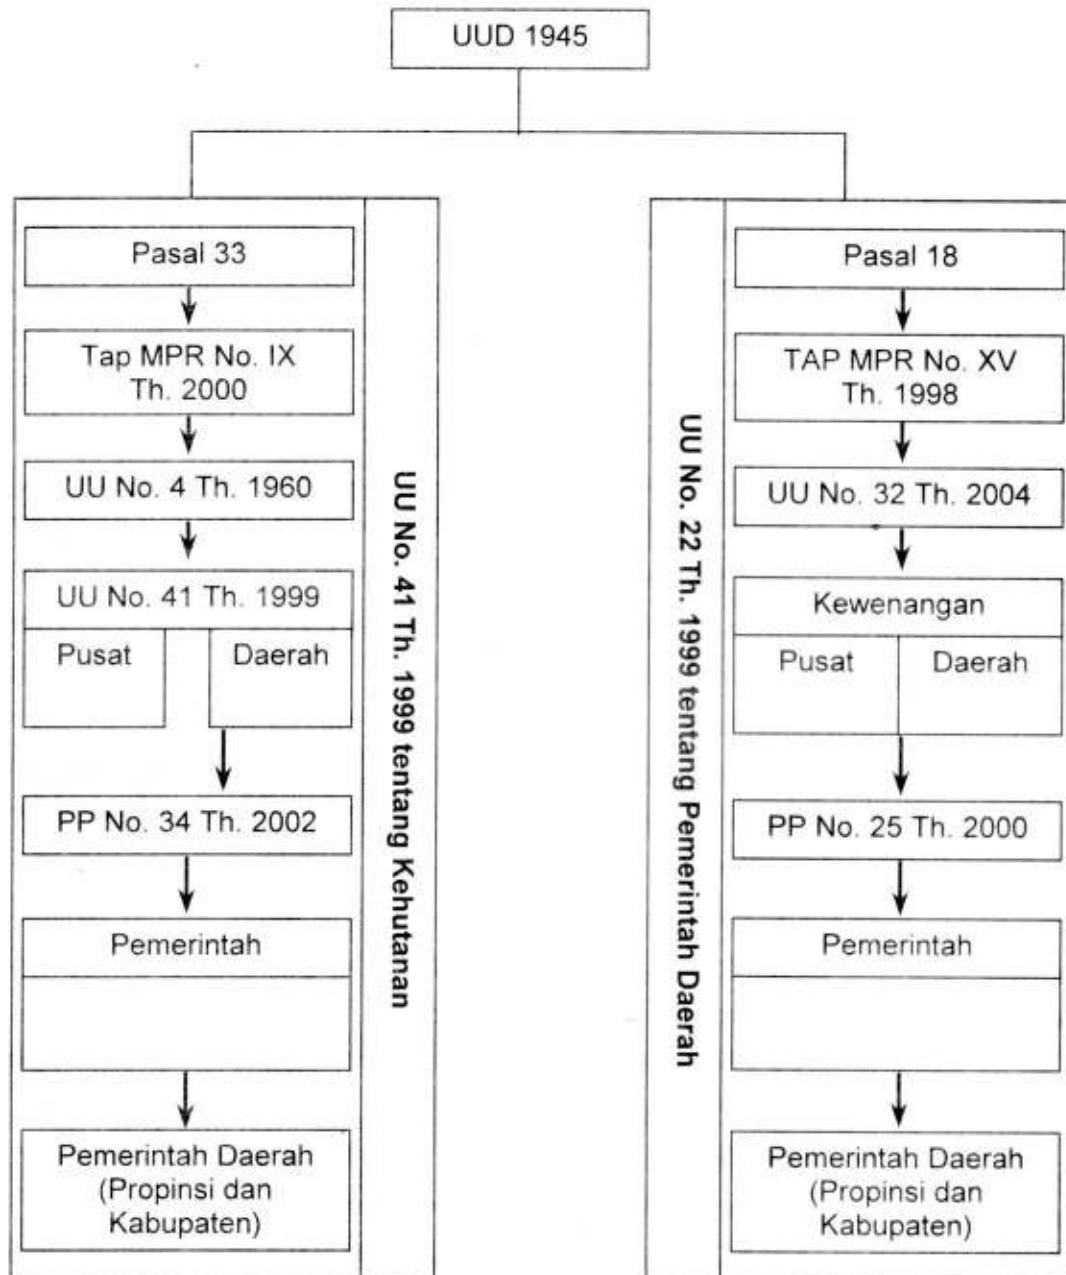 UUD 1945
Pasal 33
Tap MPR No. IX
Th. 2000
UU No. 4 Th. 1960
UU No. 41 Th. 1999
Pusat
Daerah
PP No. 34 Th. 2002
Pemerintah
Pemerintah Daerah
(Propinsi dan
Kabupaten)
UU No. 41 Th. 1999 tentang Kehutanan
UU No. 22 Th. 1999 tentang Pemerintah Daerah
Pasal 18
TAP MPR No. XV
Th. 1998
UU No. 32 Th. 2004
Kewenangan
Pusat
Daerah
PP No. 25 Th. 2000
Pemerintah
Pemerintah Daerah
(Propinsi dan
Kabupaten)